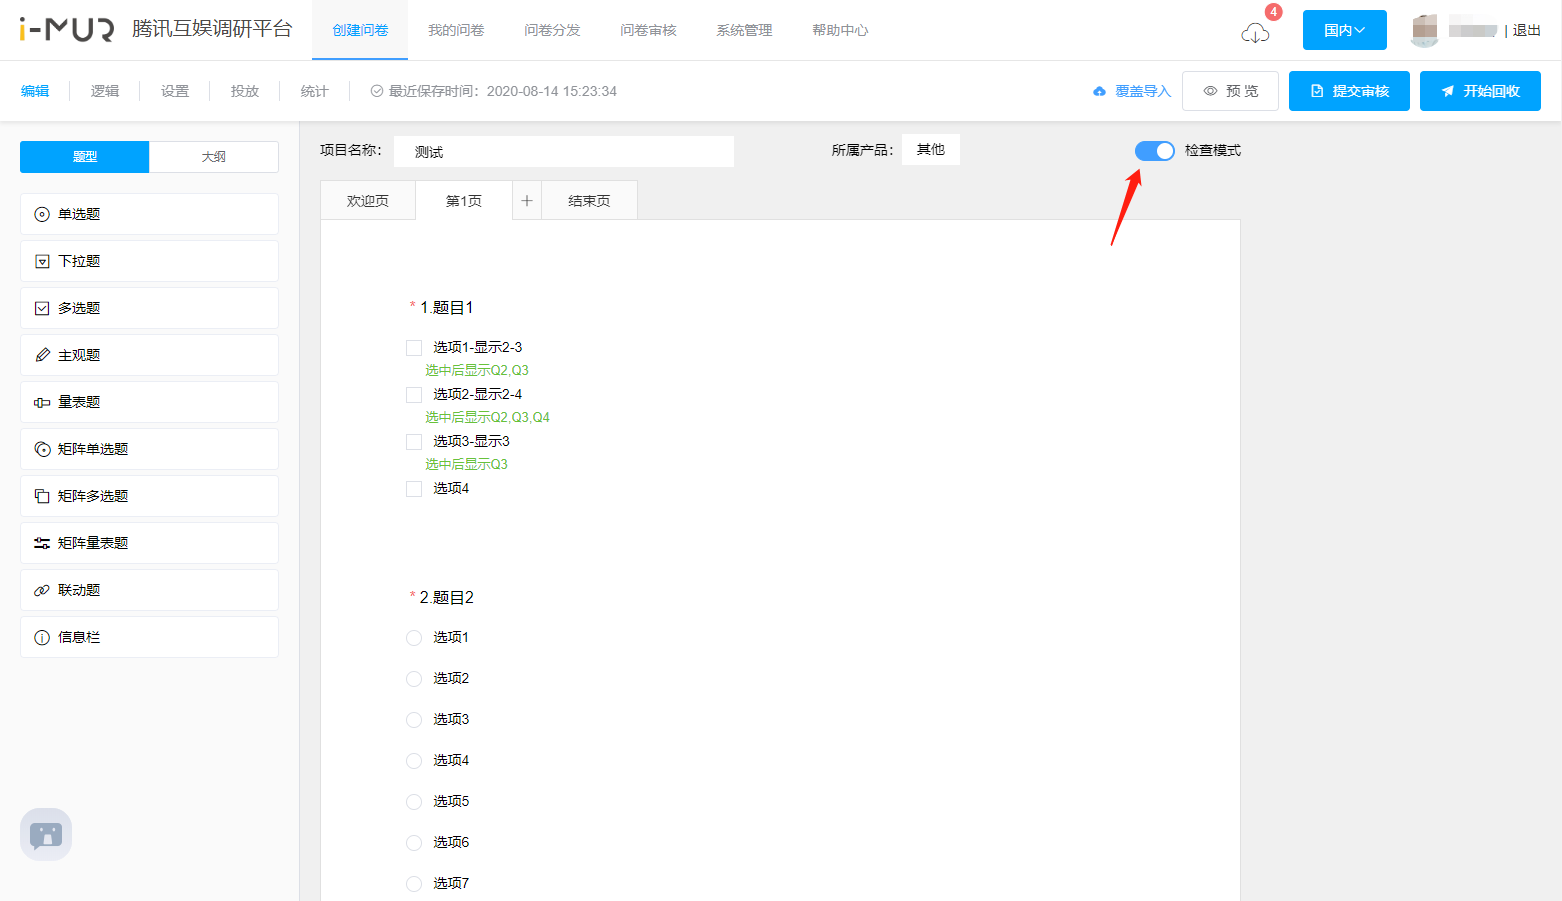 i-MUR 腾讯互娱调研平台 创建问卷 我的问卷 问卷分发 问卷审核 系统管理 帮助中心 4 国内 | 退出
编辑 逻辑 设置 投放 统计 最近保存时间：2020-08-14 15:23:34 覆盖导入 预 览 提交审核 开始回收
题型 大纲
单选题
下拉题
多选题
主观题
量表题
矩阵单选题
矩阵多选题
矩阵量表题
联动题
信息栏
项目名称： 测试 所属产品： 其他 检查模式
欢迎页 第1页 + 结束页
* 1.题目1
选项1-显示2-3
选中后显示Q2,Q3
选项2-显示2-4
选中后显示Q2,Q3,Q4
选项3-显示3
选中后显示Q3
选项4
* 2.题目2
选项1
选项2
选项3
选项4
选项5
选项6
选项7